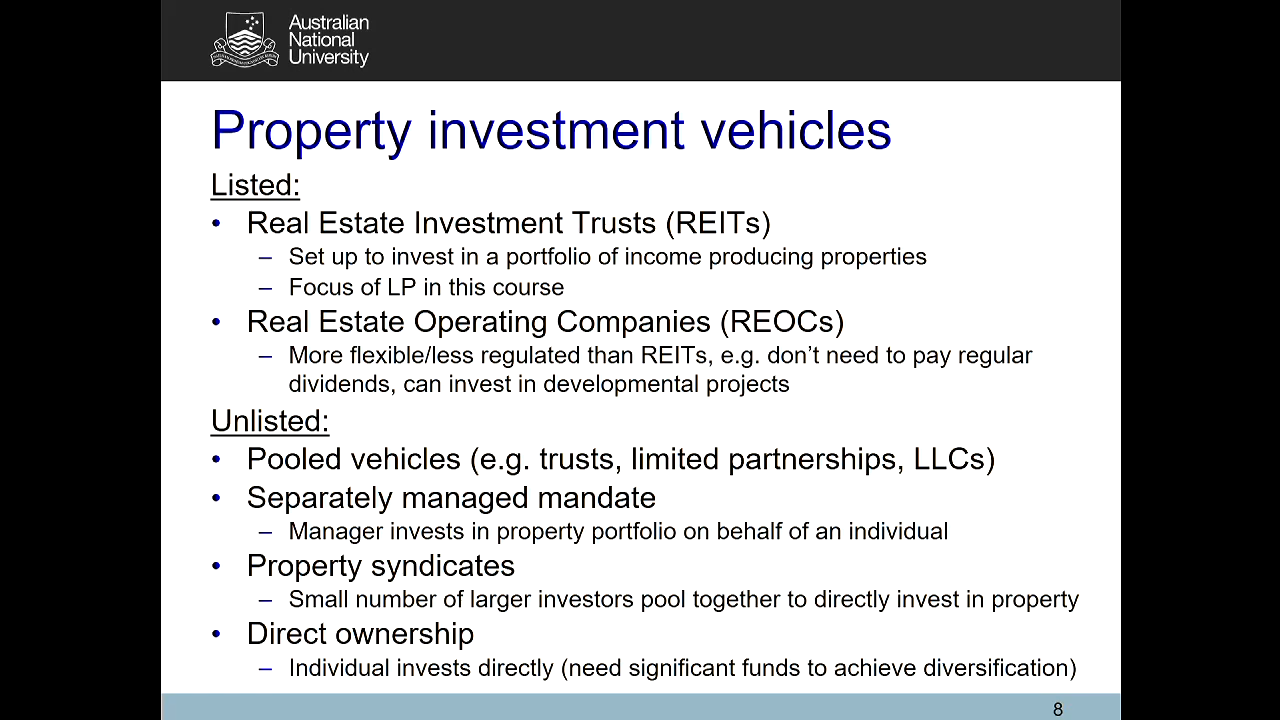 Australian
National
University
Property investment vehicles
Listed:
• Real Estate Investment Trusts (REITs)
– Set up to invest in a portfolio of income producing properties
– Focus of LP in this course
• Real Estate Operating Companies (REOCs)
– More flexible/less regulated than REITs, e.g. don’t need to pay regular
dividends, can invest in developmental projects
Unlisted:
• Pooled vehicles (e.g. trusts, limited partnerships, LLCs)
• Separately managed mandate
– Manager invests in property portfolio on behalf of an individual
• Property syndicates
– Small number of larger investors pool together to directly invest in property
• Direct ownership
– Individual invests directly (need significant funds to achieve diversification)
8